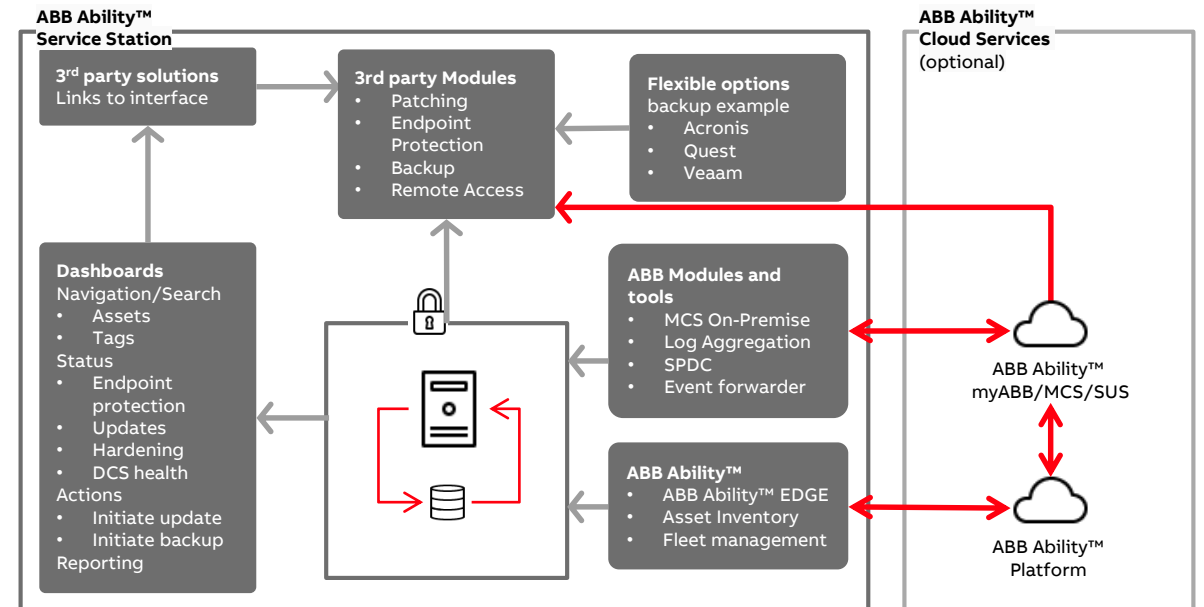 ABB Ability™
Service Station
3rd party solutions
Links to interface
3rd party Modules
• Patching
• Endpoint
Protection
• Backup
• Remote Access
Flexible options
backup example
• Acronis
• Quest
• Veaam
Dashboards
Navigation/Search
• Assets
• Tags
Status
• Endpoint
protection
• Updates
• Hardening
• DCS health
Actions
• Initiate update
• Initiate backup
Reporting
ABB Modules and
tools
• MCS On-Premise
• Log Aggregation
• SPDC
• Event forwarder
ABB Ability™
• ABB Ability™ EDGE
• Asset Inventory
• Fleet management
ABB Ability™
Cloud Services
(optional)
ABB Ability™
myABB/MCS/SUS
ABB Ability™
Platform